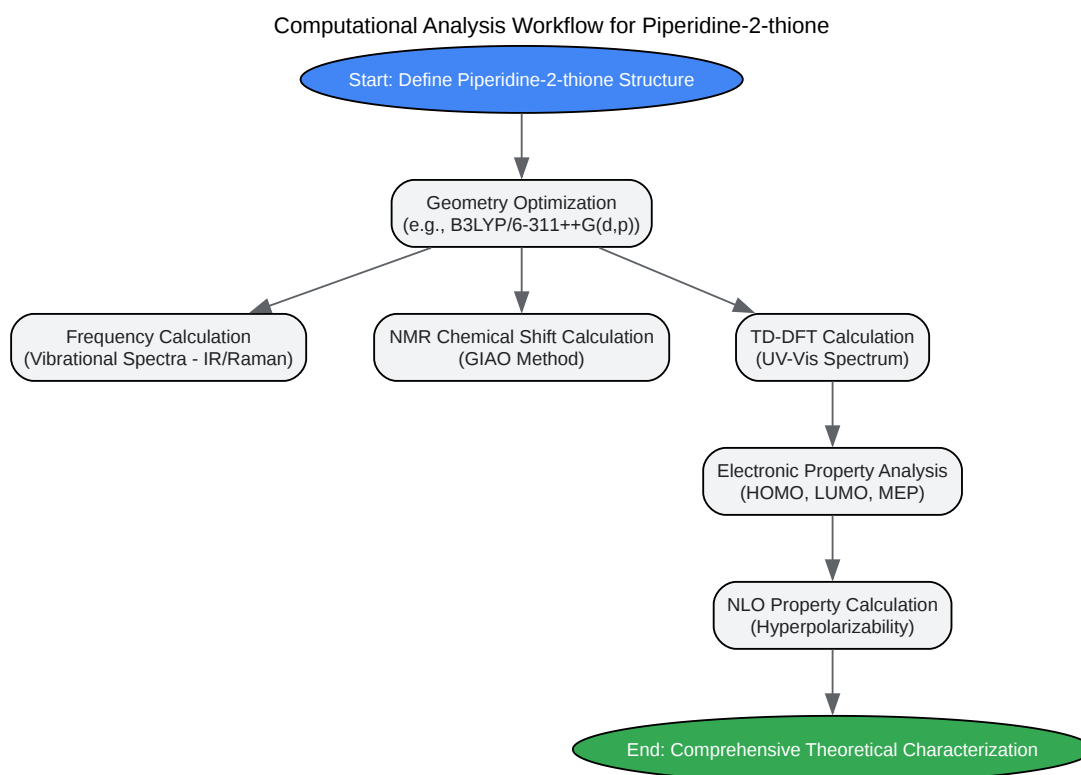 Computational Analysis Workflow for Piperidine-2-thione
Start: Define Piperidine-2-thione Structure
Geometry Optimization
(e.g., B3LYP/6-311++G(d,p))
Frequency Calculation
(Vibrational Spectra - IR/Raman)
NMR Chemical Shift Calculation
(GIAO Method)
TD-DFT Calculation
(UV-Vis Spectrum)
Electronic Property Analysis
(HOMO, LUMO, MEP)
NLO Property Calculation
(Hyperpolarizability)
End: Comprehensive Theoretical Characterization